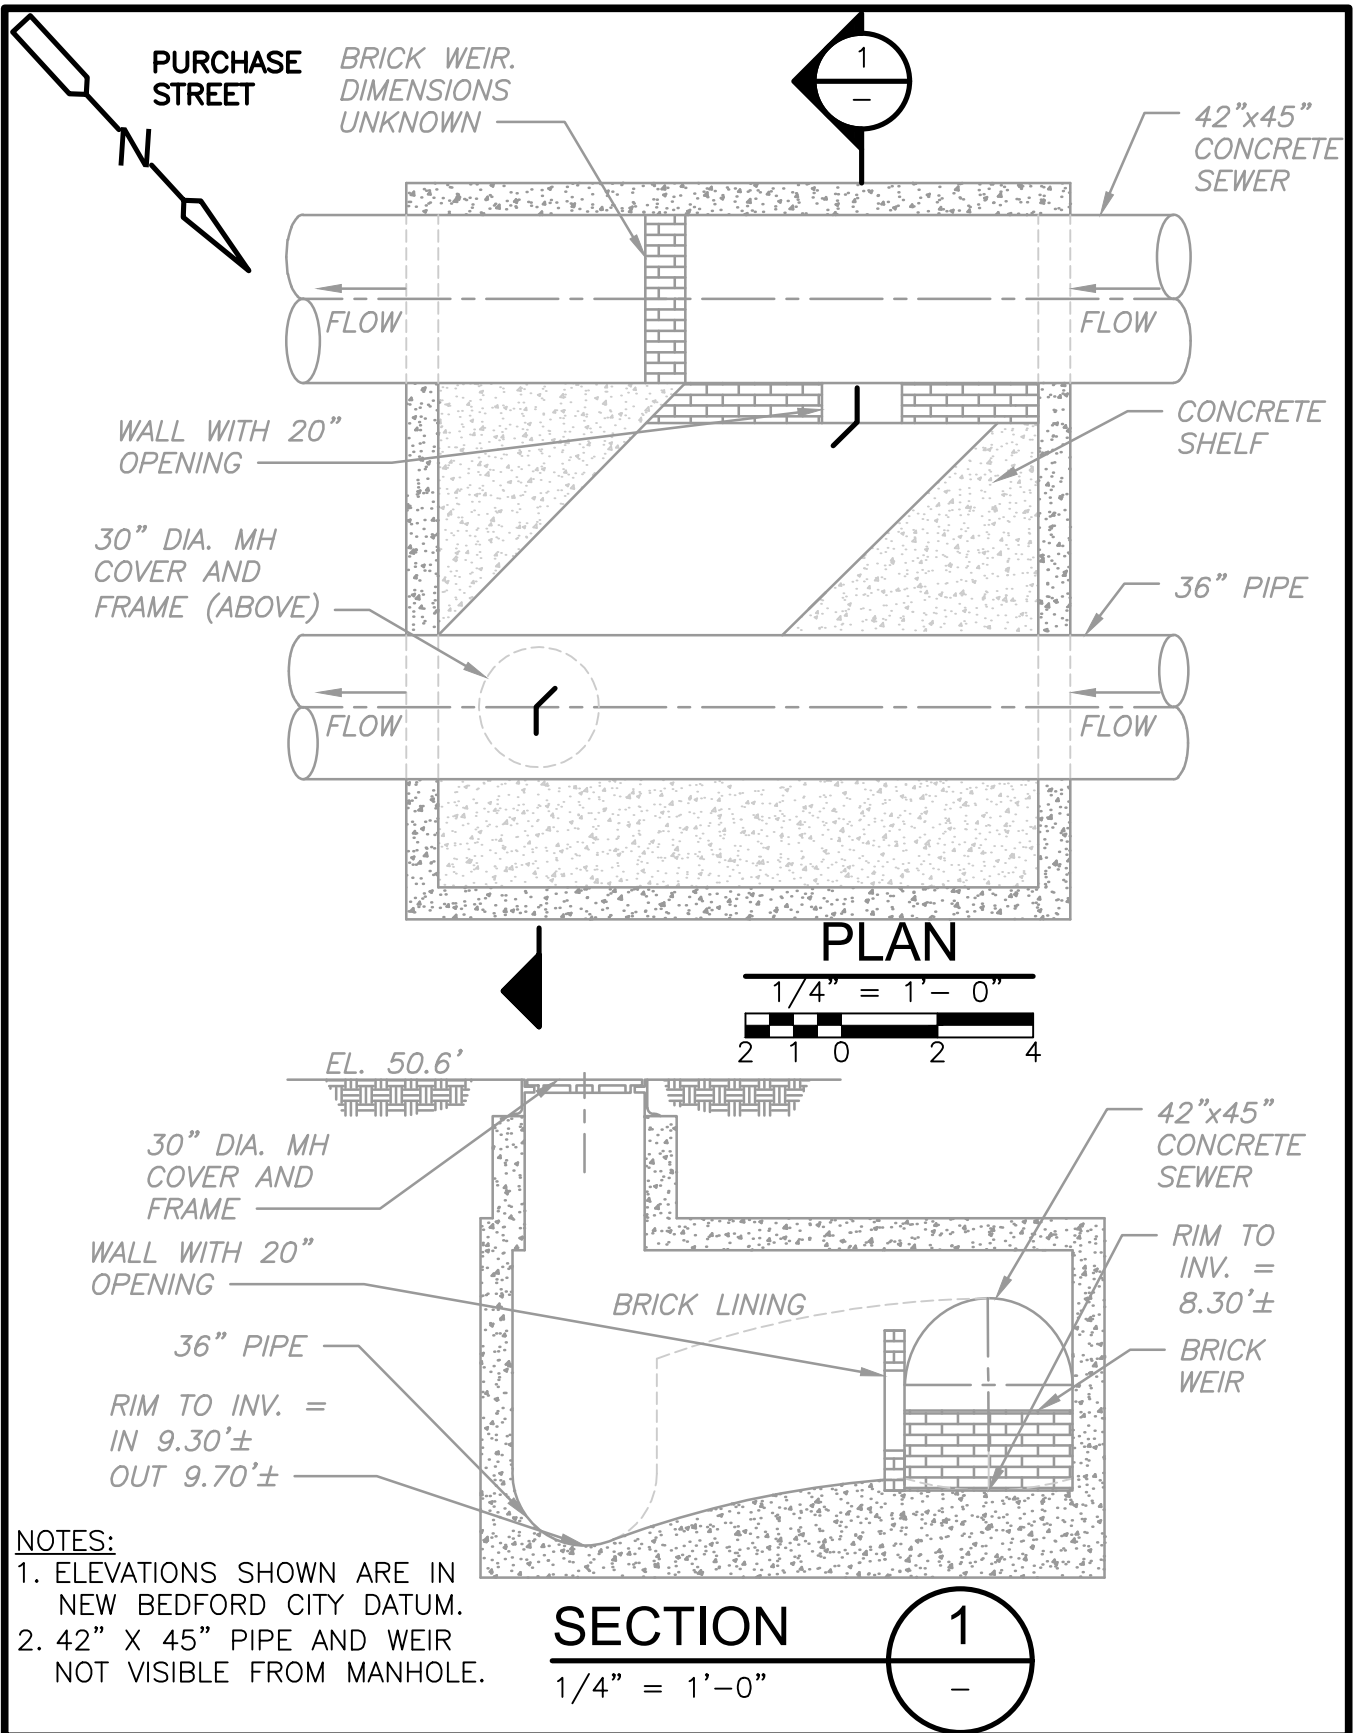 PURCHASE
STREET
N
BRICK WEIR.
DIMENSIONS
UNKNOWN
1
–
42"x45"
CONCRETE
SEWER
FLOW
FLOW
WALL WITH 20"
OPENING
CONCRETE
SHELF
30" DIA. MH
COVER AND
FRAME (ABOVE)
36" PIPE
FLOW
FLOW
PLAN
1/4" = 1'– 0"
2 1 0 2 4
EL. 50.6'
30" DIA. MH
COVER AND
FRAME
42"x45"
CONCRETE
SEWER
WALL WITH 20"
OPENING
RIM TO
INV. =
8.30'±
BRICK LINING
36" PIPE
BRICK
WEIR
RIM TO INV. =
IN 9.30'±
OUT 9.70'±
NOTES:
1. ELEVATIONS SHOWN ARE IN
NEW BEDFORD CITY DATUM.
2. 42" X 45" PIPE AND WEIR
NOT VISIBLE FROM MANHOLE.
SECTION
1/4" = 1'–0"
1
–